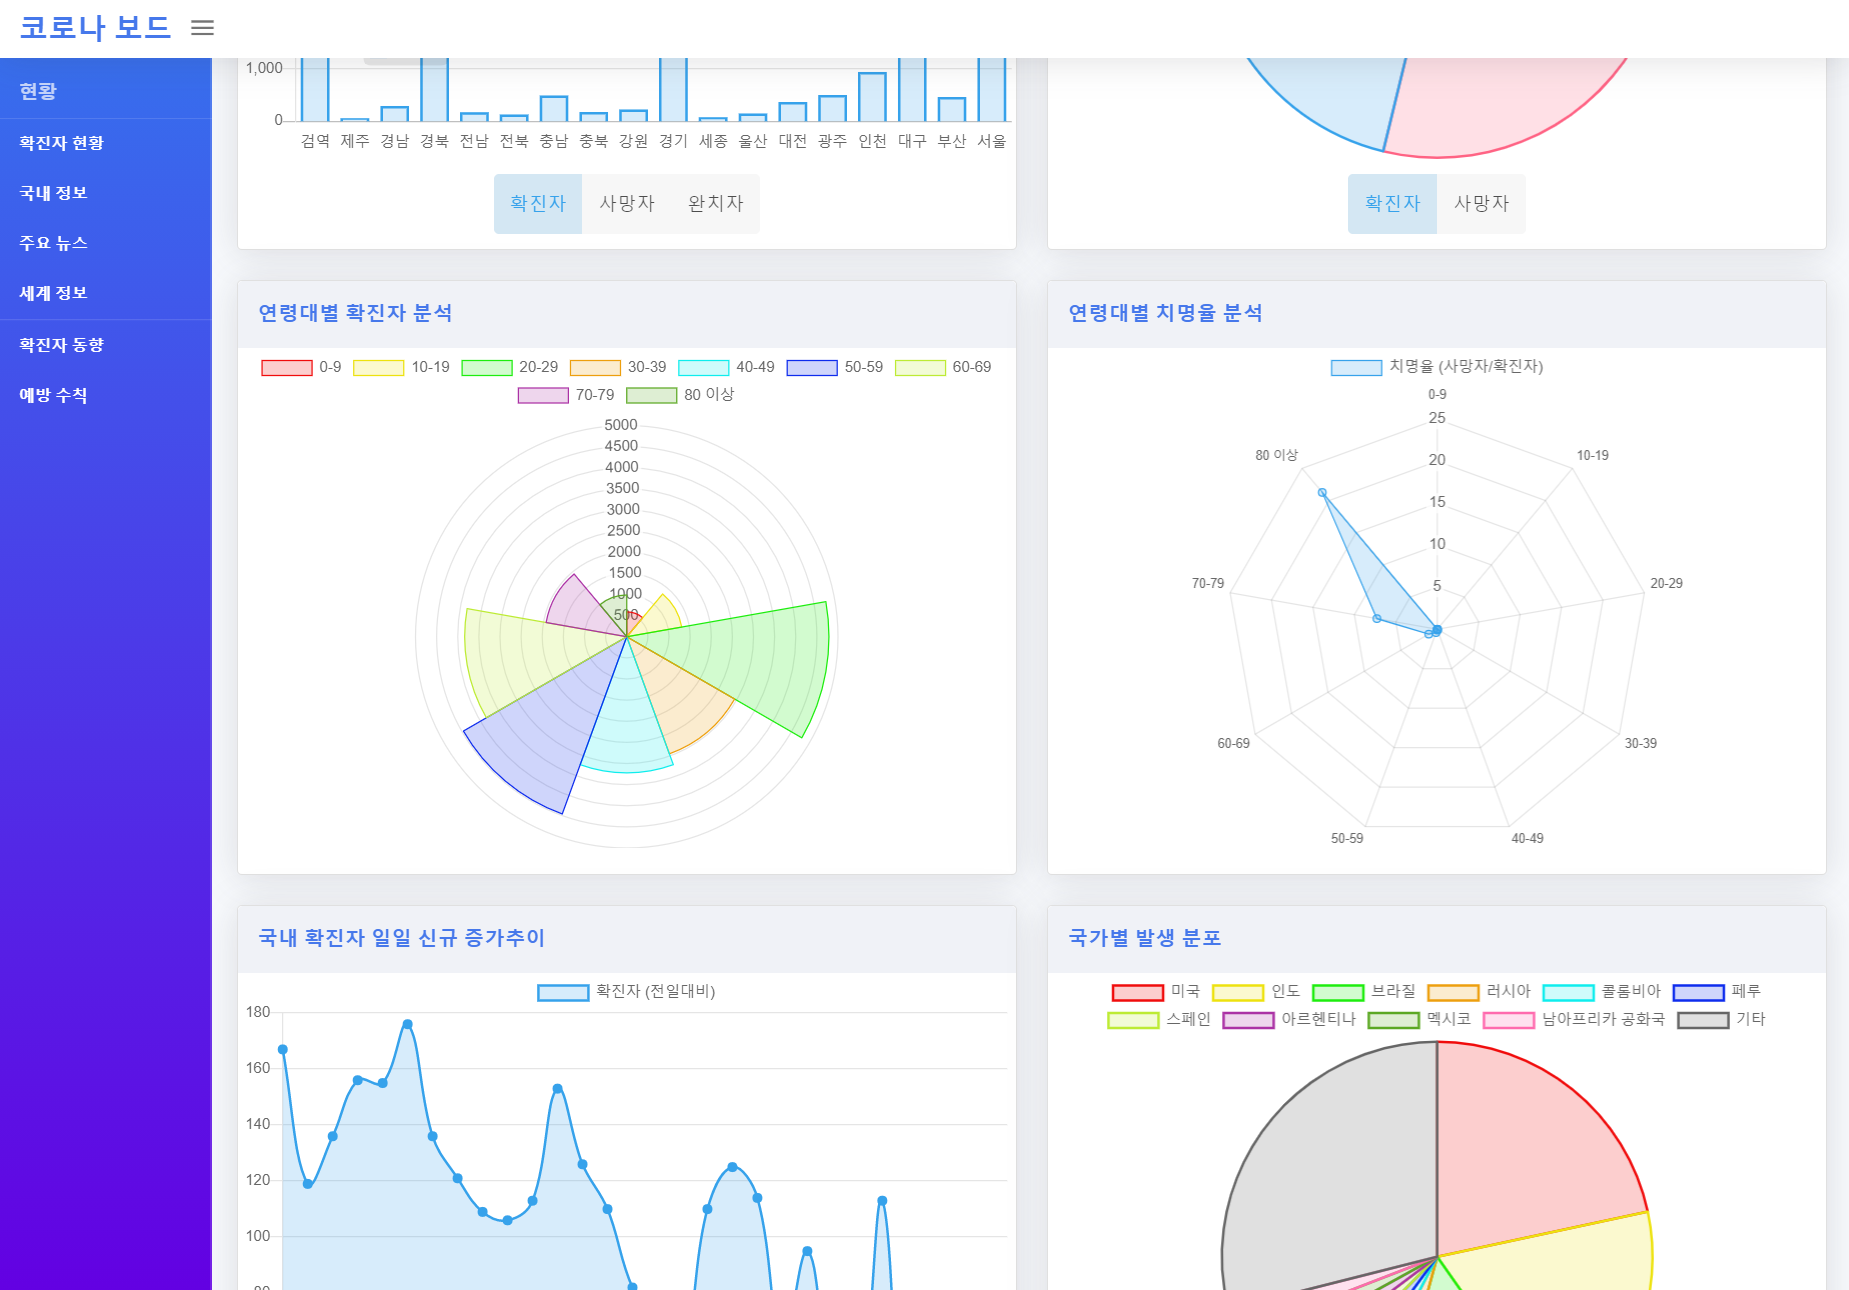 코로나 보드
현황
확진자 현황
국내 정보
주요 뉴스
세계 정보
확진자 동향
예방 수칙
1,000
0
검역 제주 경남 경북 전남 전북 충남 충북 강원 경기 세종 울산 대전 광주 인천 대구 부산 서울
확진자 사망자 완치자
확진자 사망자
연령대별 확진자 분석
0-9 10-19 20-29 30-39 40-49 50-59 60-69
70-79 80 이상
5000
4500
4000
3500
3000
2500
2000
1500
1000
500
연령대별 치명율 분석
치명율 (사망자/확진자)
0-9
25
80 이상
10-19
20
15
10
70-79
20-29
5
60-69
30-39
50-59
40-49
국내 확진자 일일 신규 증가추이
확진자 (전일대비)
180
160
140
120
100
80
국가별 발생 분포
미국 인도 브라질 러시아 콜롬비아 페루
스페인 아르헨티나 멕시코 남아프리카 공화국 기타